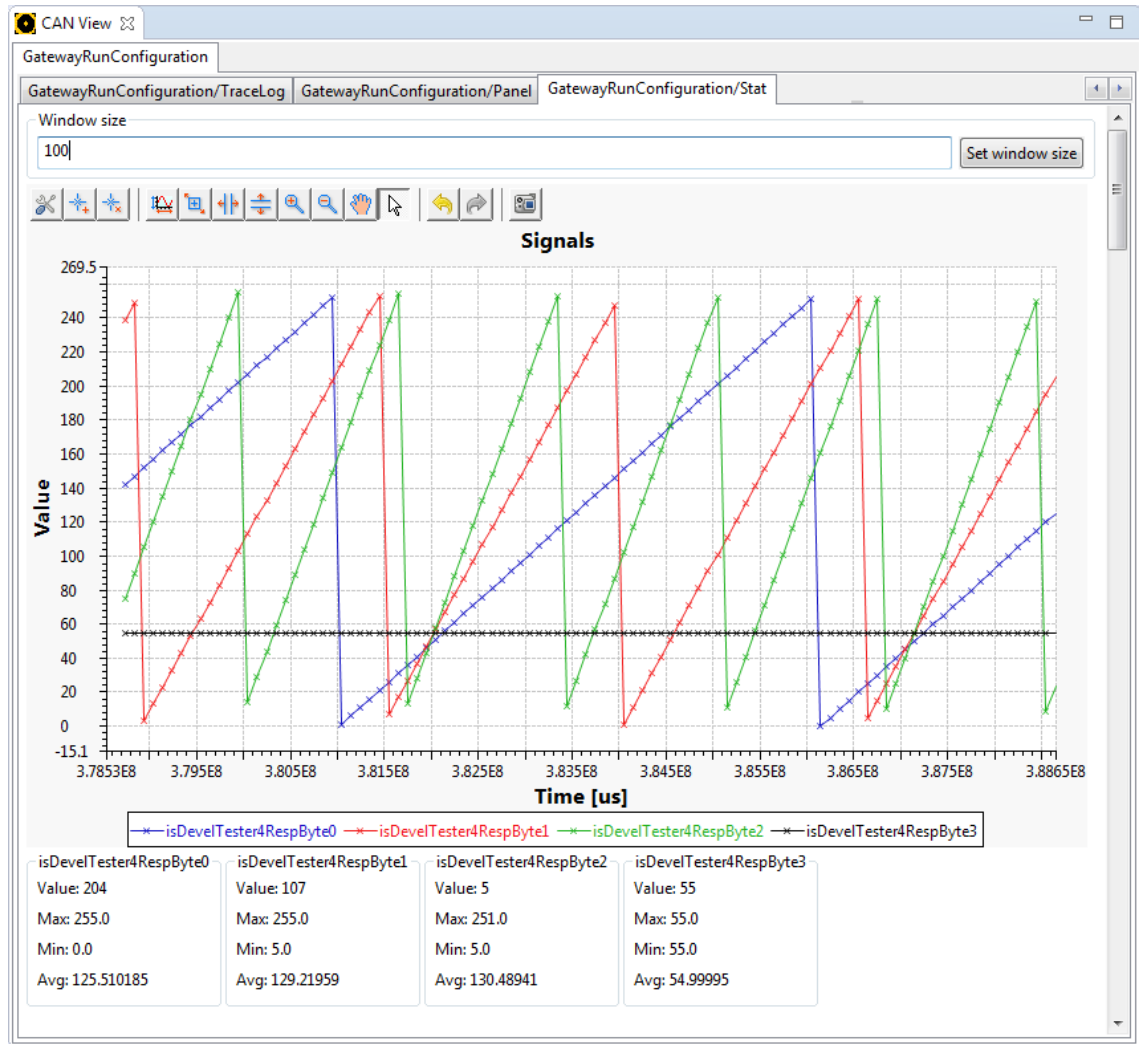 CAN View
GatewayRunConfiguration
GatewayRunConfiguration/TraceLog GatewayRunConfiguration/Panel GatewayRunConfiguration/Stat
Window size
100
Set window size
Signals
269.5
240
220
200
180
160
140
120
100
80
60
40
20
0
-15.1
Value
3.7853E8 3.795E8 3.805E8 3.815E8 3.825E8 3.835E8 3.845E8 3.855E8 3.865E8 3.875E8 3.8865E8
Time [us]
isDevelTester4RespByte0 isDevelTester4RespByte1 isDevelTester4RespByte2 isDevelTester4RespByte3
isDevelTester4RespByte0 isDevelTester4RespByte1 isDevelTester4RespByte2 isDevelTester4RespByte3
Value: 204 Value: 107 Value: 5 Value: 55
Max: 255.0 Max: 255.0 Max: 251.0 Max: 55.0
Min: 0.0 Min: 5.0 Min: 5.0 Min: 55.0
Avg: 125.510185 Avg: 129.21959 Avg: 130.48941 Avg: 54.99995